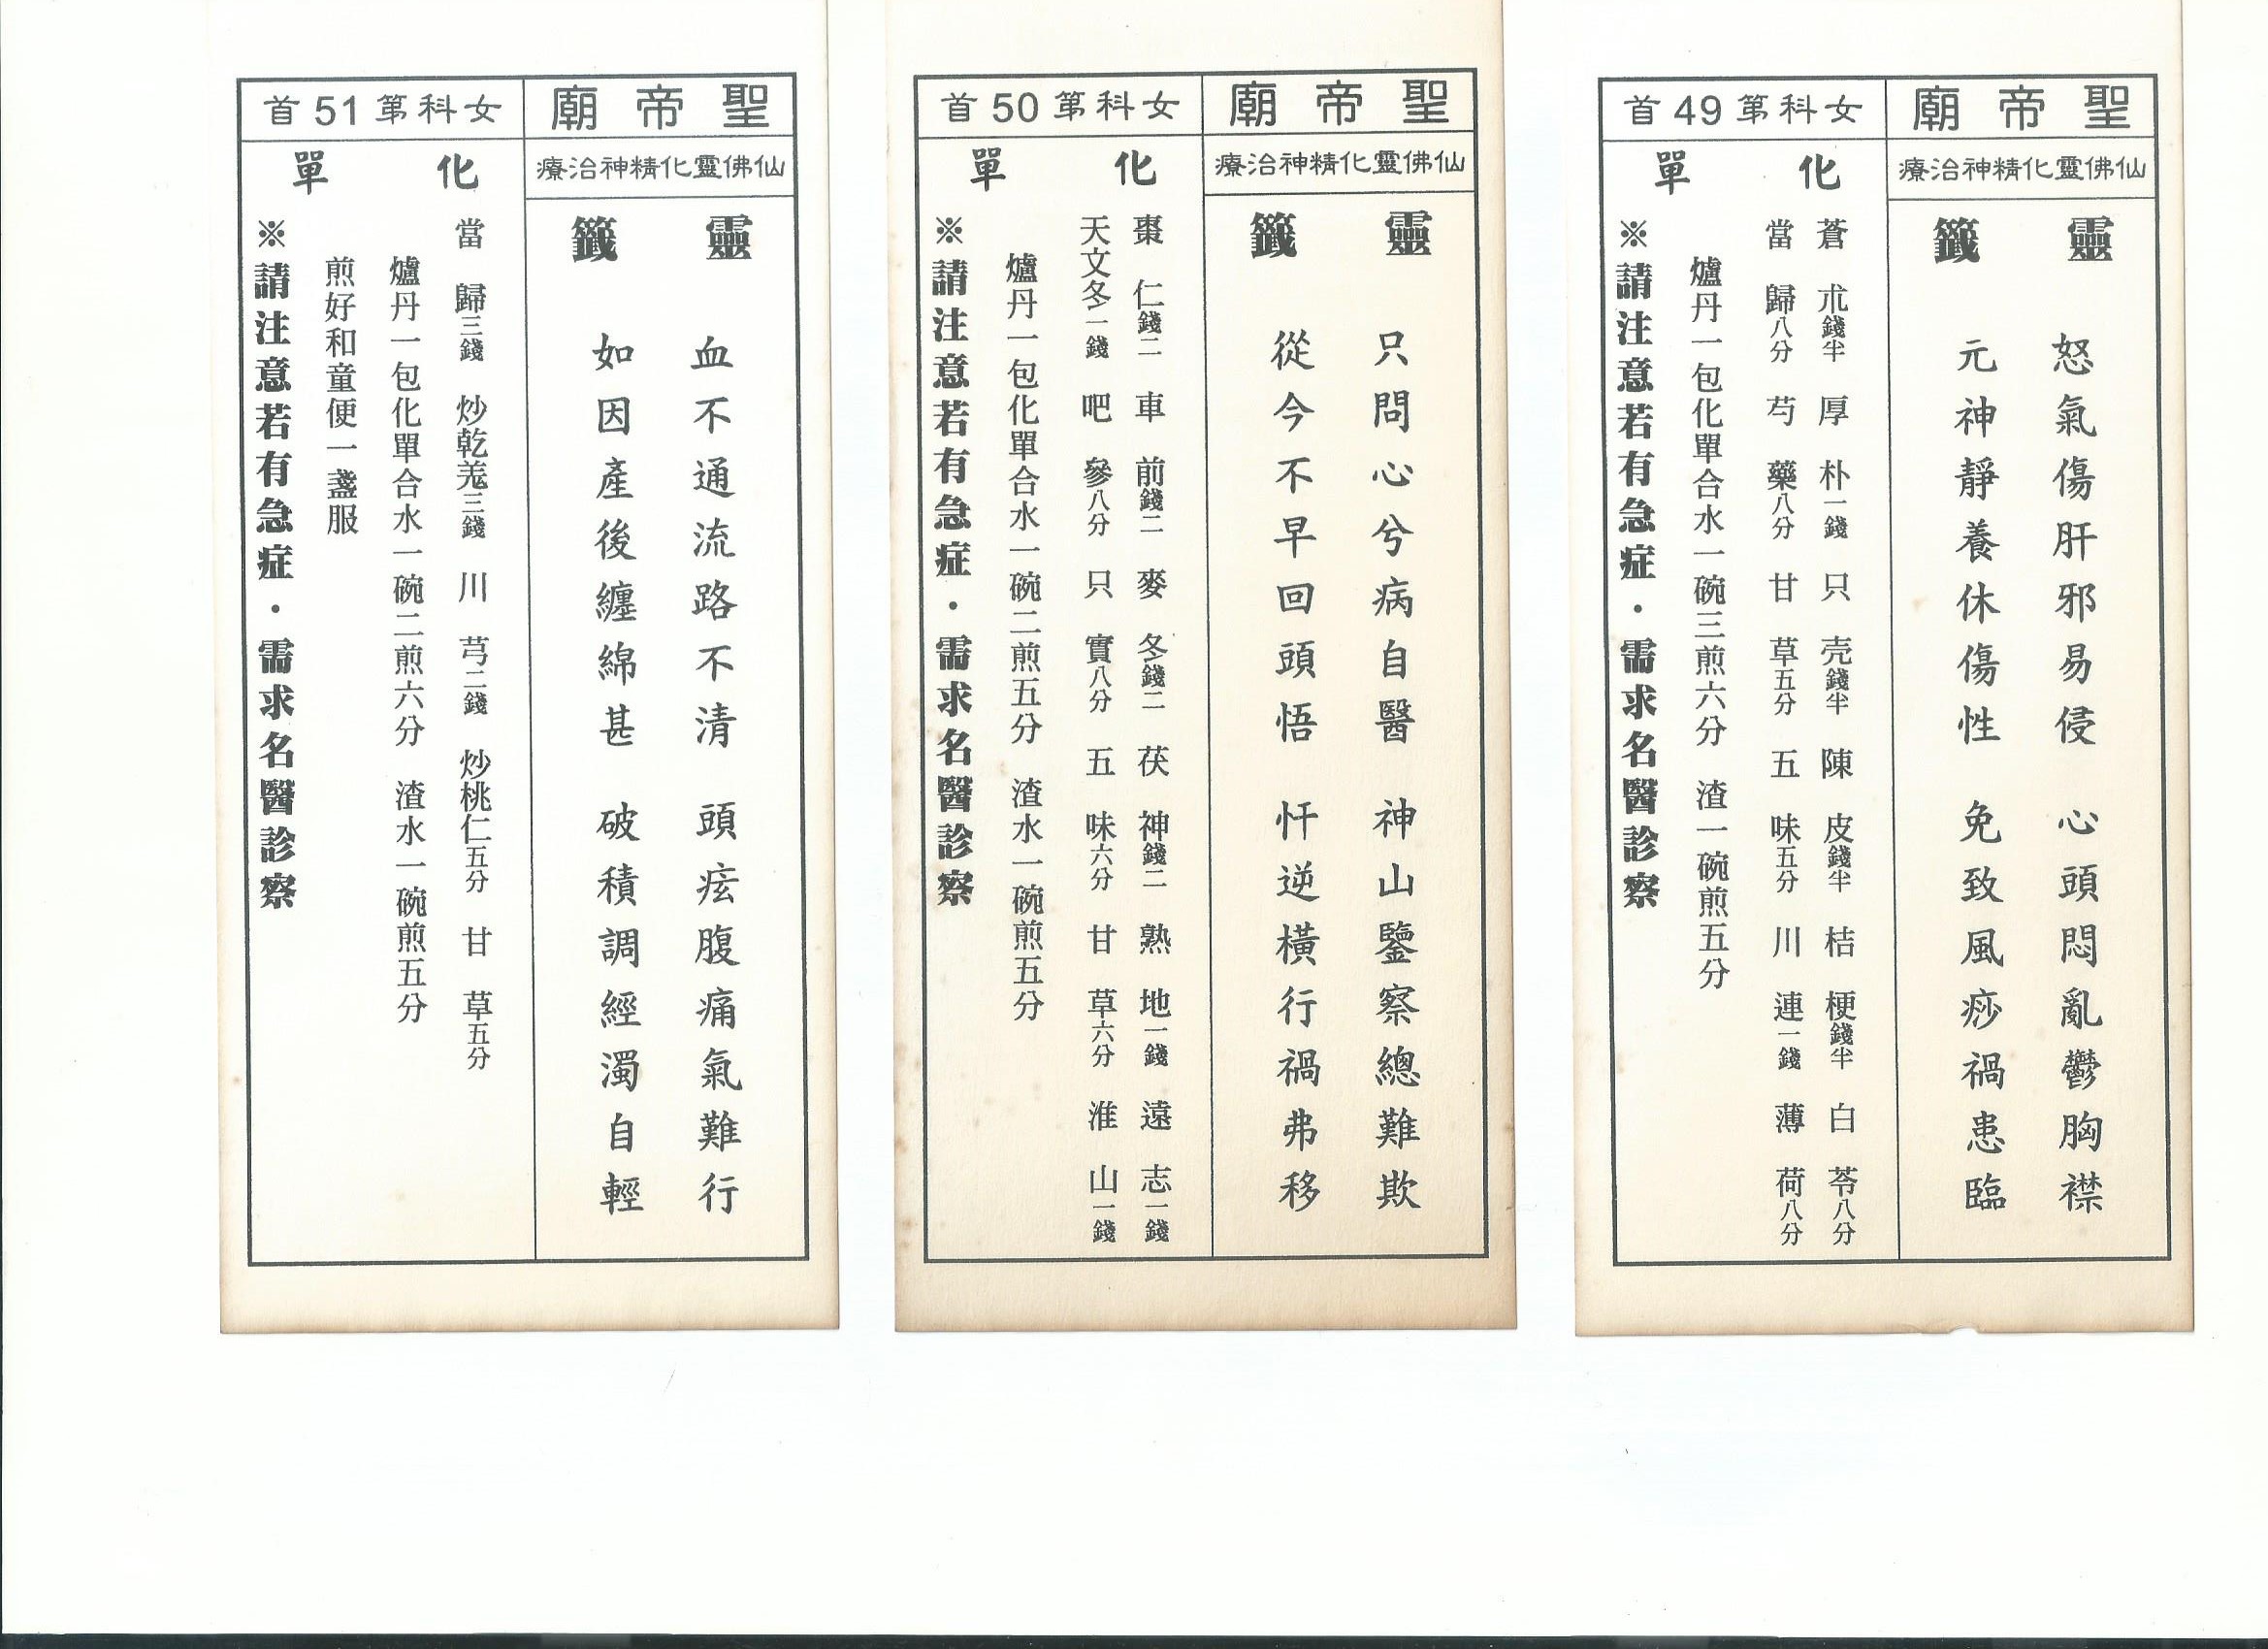 聖帝廟
女科第49首
仙佛靈化精神治療
靈籤
怒氣傷肝邪易侵　心頭悶亂鬱胸襟
元神靜養休傷性　免致風痧禍患臨
化單
蒼朮錢半　厚朴一錢　只壳錢半　陳皮錢半　桔梗錢半　白苓八分
當歸八分　芍藥八分　甘草五分　五味五分　川連一錢　薄荷八分
爐丹一包化單合水一碗三煎六分　渣一碗煎五分
※請注意若有急症．需求名醫診察
聖帝廟
女科第50首
仙佛靈化精神治療
靈籤
只問心兮病自醫　神山鑒察總難欺
從今不早回頭悟　忤逆橫行禍弗移
化單
棗仁錢二　車前錢二　麥冬錢二　茯神錢二　熟地一錢　遠志一錢
天文冬一錢　吧參八分　只實八分　五味六分　甘草六分　淮山一錢
爐丹一包化單合水一碗二煎五分　渣水一碗煎五分
※請注意若有急症．需求名醫診察
聖帝廟
女科第51首
仙佛靈化精神治療
靈籤
血不通流路不清　頭痃腹痛氣難行
如因產後纏綿甚　破積調經濁自輕
化單
當歸三錢　炒乾羗三錢　川芎二錢　炒桃仁五分　甘草五分
爐丹一包化單合水一碗二煎六分　渣水一碗煎五分
煎好和童便一盞服
※請注意若有急症．需求名醫診察